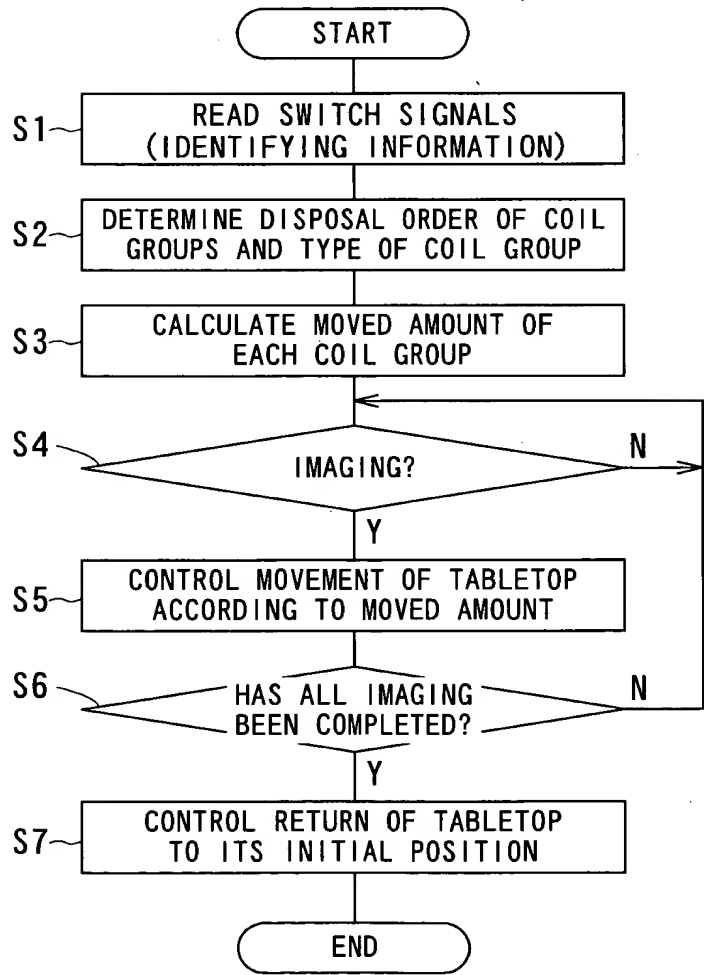 START
S1
READ SWITCH SIGNALS
(IDENTIFYING INFORMATION)
S2
DETERMINE DISPOSAL ORDER OF COIL
GROUPS AND TYPE OF COIL GROUP
S3
CALCULATE MOVED AMOUNT OF
EACH COIL GROUP
S4
IMAGING?
N
Y
S5
CONTROL MOVEMENT OF TABLETOP
ACCORDING TO MOVED AMOUNT
S6
HAS ALL IMAGING
BEEN COMPLETED?
N
Y
S7
CONTROL RETURN OF TABLETOP
TO ITS INITIAL POSITION
END